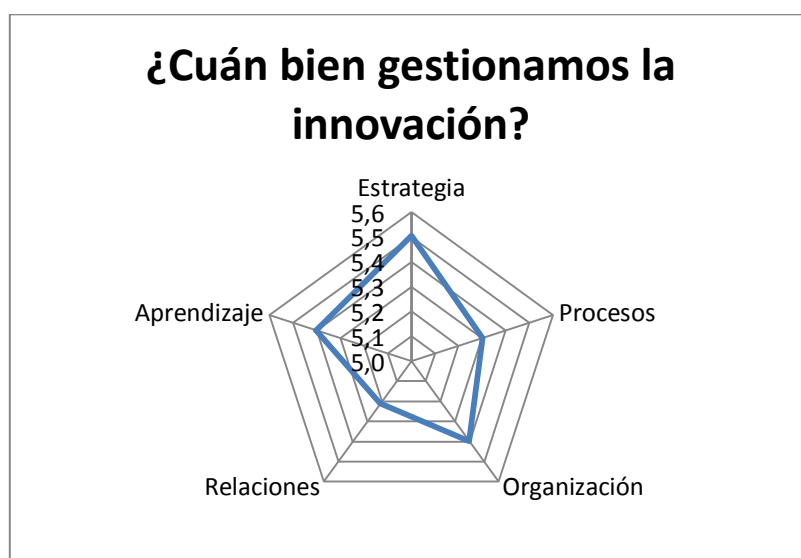 ¿Cuán bien gestionamos la
innovación?
Estrategia
5,6
5,5
5,4
5,3
5,2
5,1
5,0
Aprendizaje
Procesos
Relaciones
Organización